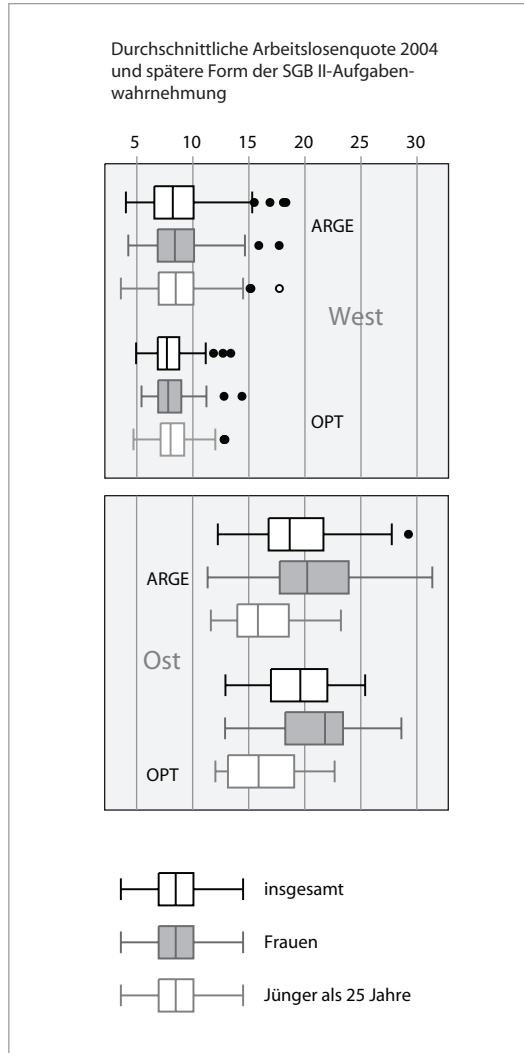 Durchschnittliche Arbeitslosenquote 2004
und spätere Form der SGB II-Aufgaben-
wahrnehmung
5 10 15 20 25 30
ARGE
West
OPT
ARGE
Ost
OPT
insgesamt
Frauen
Jünger als 25 Jahre